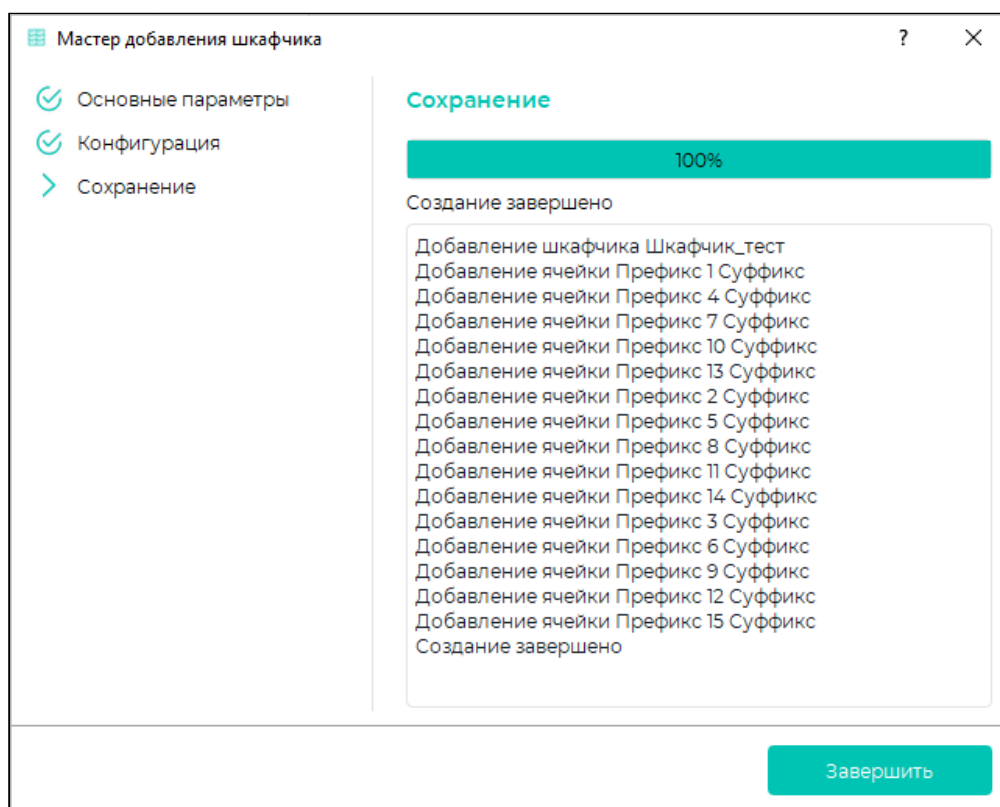 Мастер добавления шкафчика
?
Основные параметры
Конфигурация
Сохранение
Сохранение
100%
Создание завершено
Добавление шкафчика Шкафчик_тест
Добавление ячейки Префикс 1 Суффикс
Добавление ячейки Префикс 4 Суффикс
Добавление ячейки Префикс 7 Суффикс
Добавление ячейки Префикс 10 Суффикс
Добавление ячейки Префикс 13 Суффикс
Добавление ячейки Префикс 2 Суффикс
Добавление ячейки Префикс 5 Суффикс
Добавление ячейки Префикс 8 Суффикс
Добавление ячейки Префикс 11 Суффикс
Добавление ячейки Префикс 14 Суффикс
Добавление ячейки Префикс 3 Суффикс
Добавление ячейки Префикс 6 Суффикс
Добавление ячейки Префикс 9 Суффикс
Добавление ячейки Префикс 12 Суффикс
Добавление ячейки Префикс 15 Суффикс
Создание завершено
Завершить